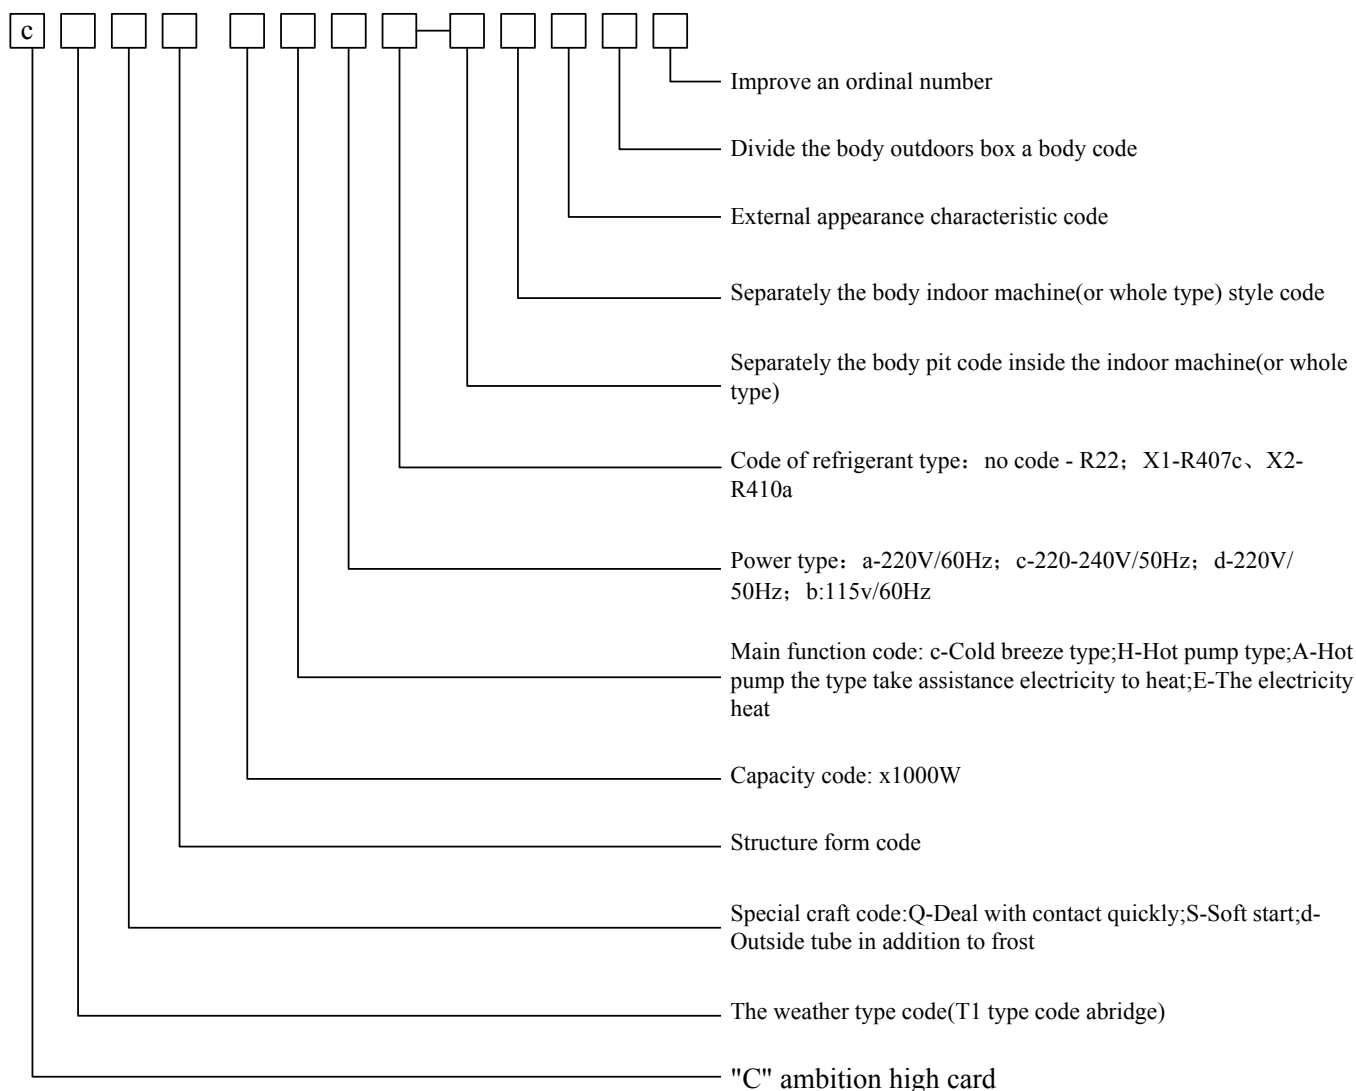 c
Improve an ordinal number
Divide the body outdoors box a body code
External appearance characteristic code
Separately the body indoor machine(or whole type) style code
Separately the body pit code inside the indoor machine(or whole
type)
Code of refrigerant type：no code - R22；X1-R407c、X2-
R410a
Power type：a-220V/60Hz；c-220-240V/50Hz；d-220V/
50Hz；b:115v/60Hz
Main function code: c-Cold breeze type;H-Hot pump type;A-Hot
pump the type take assistance electricity to heat;E-The electricity
heat
Capacity code: x1000W
Structure form code
Special craft code:Q-Deal with contact quickly;S-Soft start;d-
Outside tube in addition to frost
The weather type code(T1 type code abridge)
"C" ambition high card